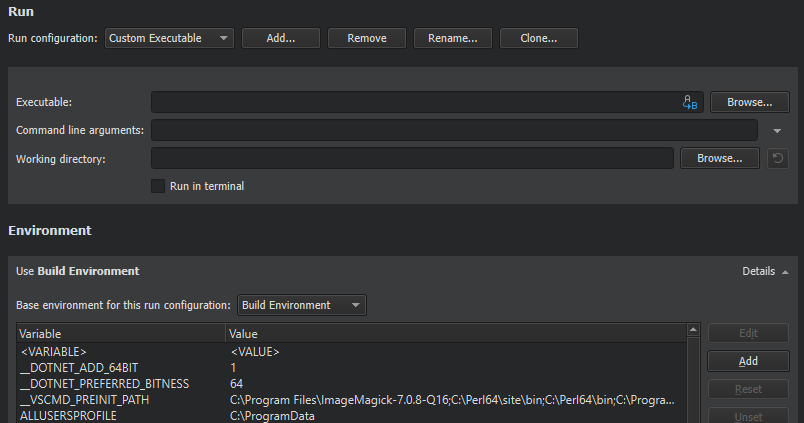 Run
Run configuration: Custom Executable Add... Remove Rename... Clone...
Executable: B Browse...
Command line arguments:
Working directory: Browse...
Run in terminal
Environment
Use Build Environment Details
Base environment for this run configuration: Build Environment
Variable Value
<VARIABLE> <VALUE> Edit
__DOTNET_ADD_64BIT 1 Add
__DOTNET_PREFERRED_BITNESS 64 Reset
__VSCMD_PREINIT_PATH C:\Program Files\ImageMagick-7.0.8-Q16;C:\Perl64\site\bin;C:\Perl64\bin;C:\Progra...
ALLUSERSPROFILE C:\ProgramData Unset